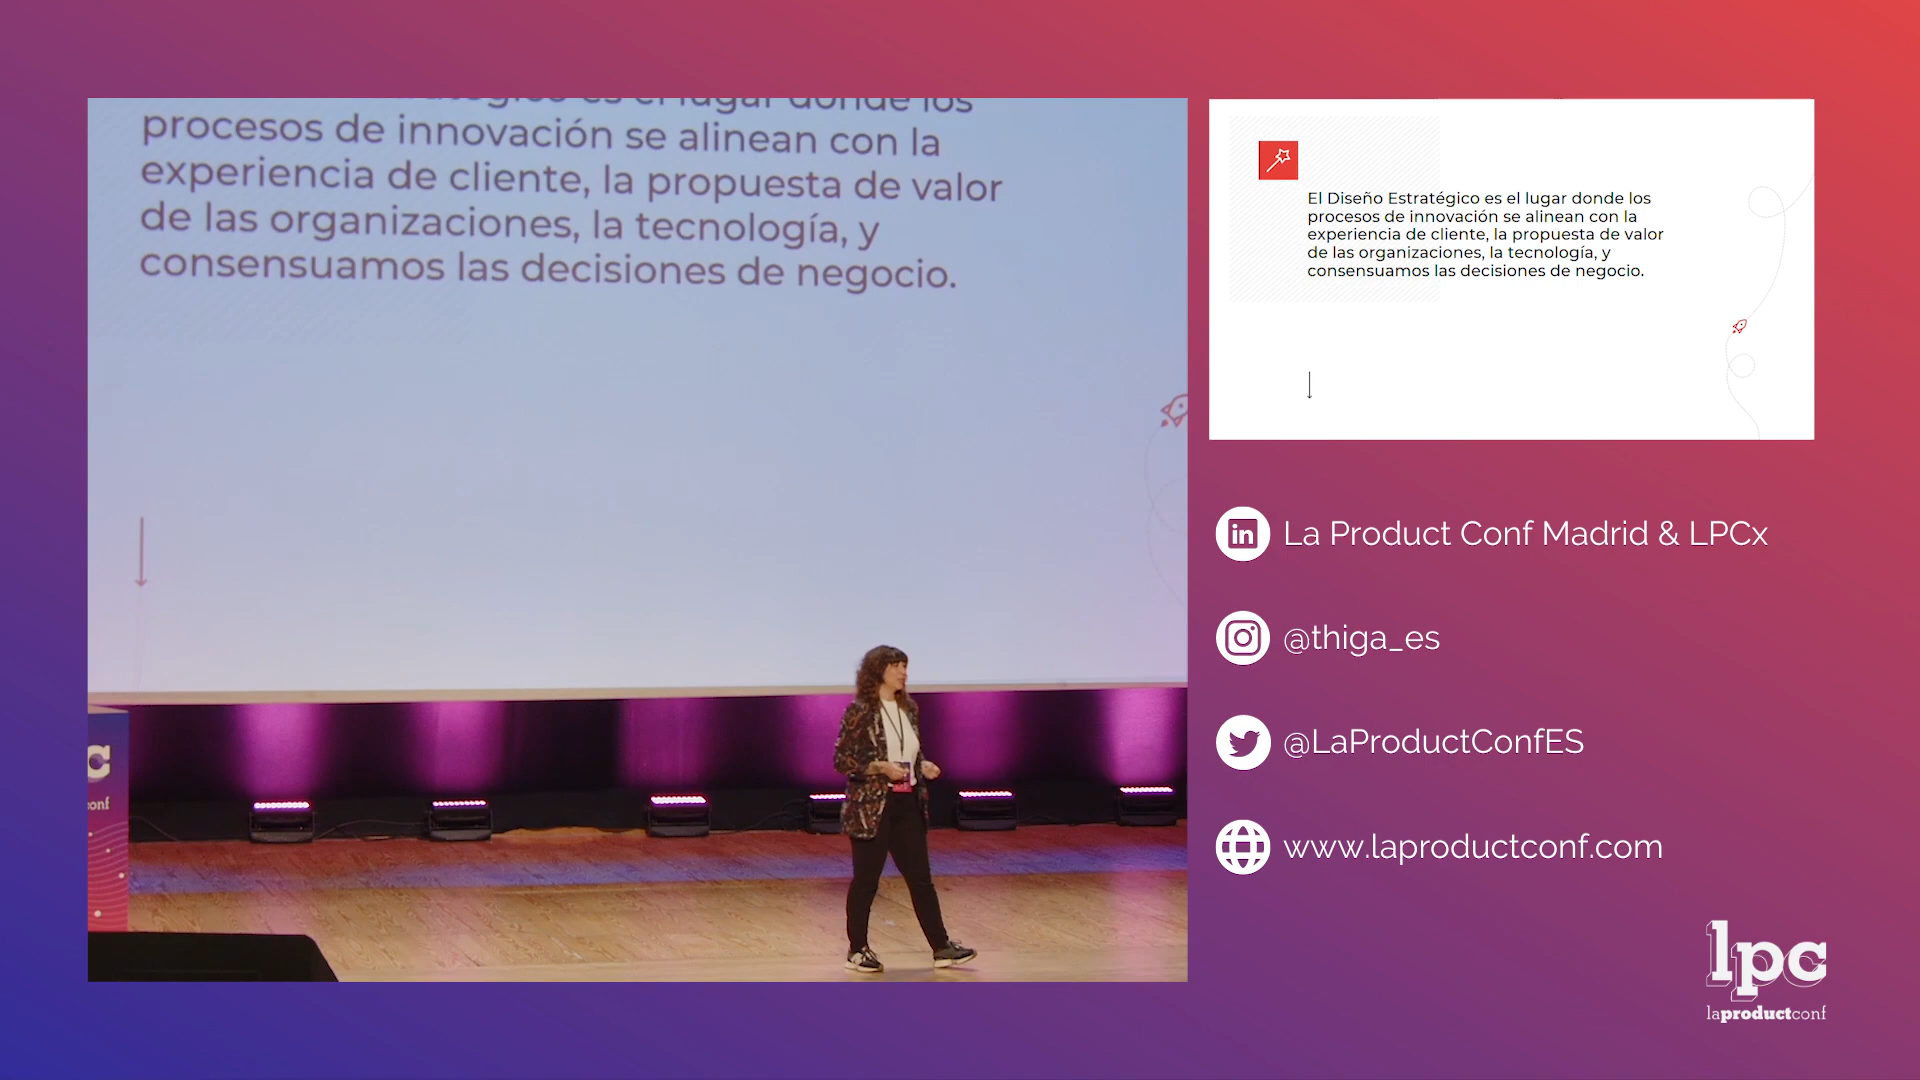 procesos de innovación se alinean con la
experiencia de cliente, la propuesta de valor
de las organizaciones, la tecnología, y
consensuamos las decisiones de negocio.
El Diseño Estratégico es el lugar donde los
procesos de innovación se alinean con la
experiencia de cliente, la propuesta de valor
de las organizaciones, la tecnología, y
consensuamos las decisiones de negocio.
in La Product Conf Madrid & LPCx
@thiga_es
@LaProductConfES
www.laproductconf.com
lpc
laproductconf